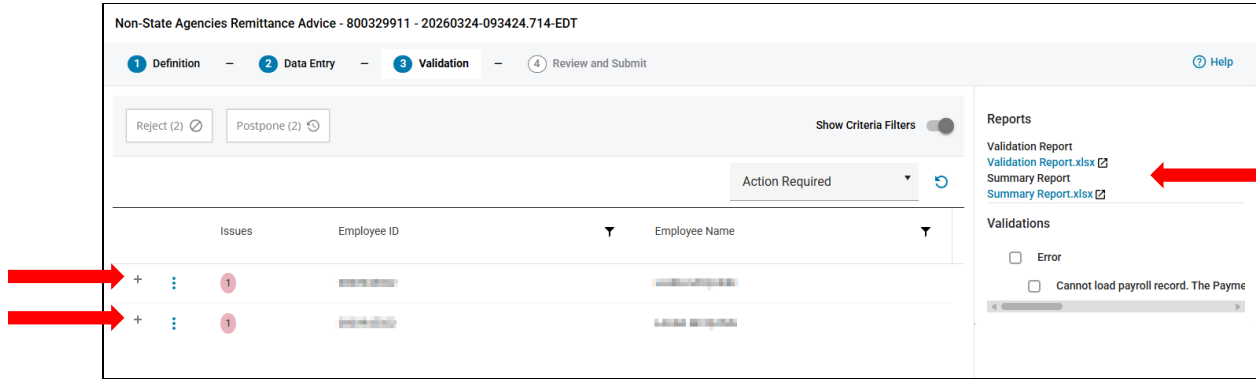 Non-State Agencies Remittance Advice - 800329911 - 20260324-093424.714-EDT
1 Definition – 2 Data Entry – 3 Validation – 4 Review and Submit
? Help
Reject (2)
Postpone (2)
Show Criteria Filters
Action Required
Issues Employee ID Employee Name
+ 1
+ 1
Reports
Validation Report
Validation Report.xlsx
Summary Report
Summary Report.xlsx
Validations
Error
Cannot load payroll record. The Payme